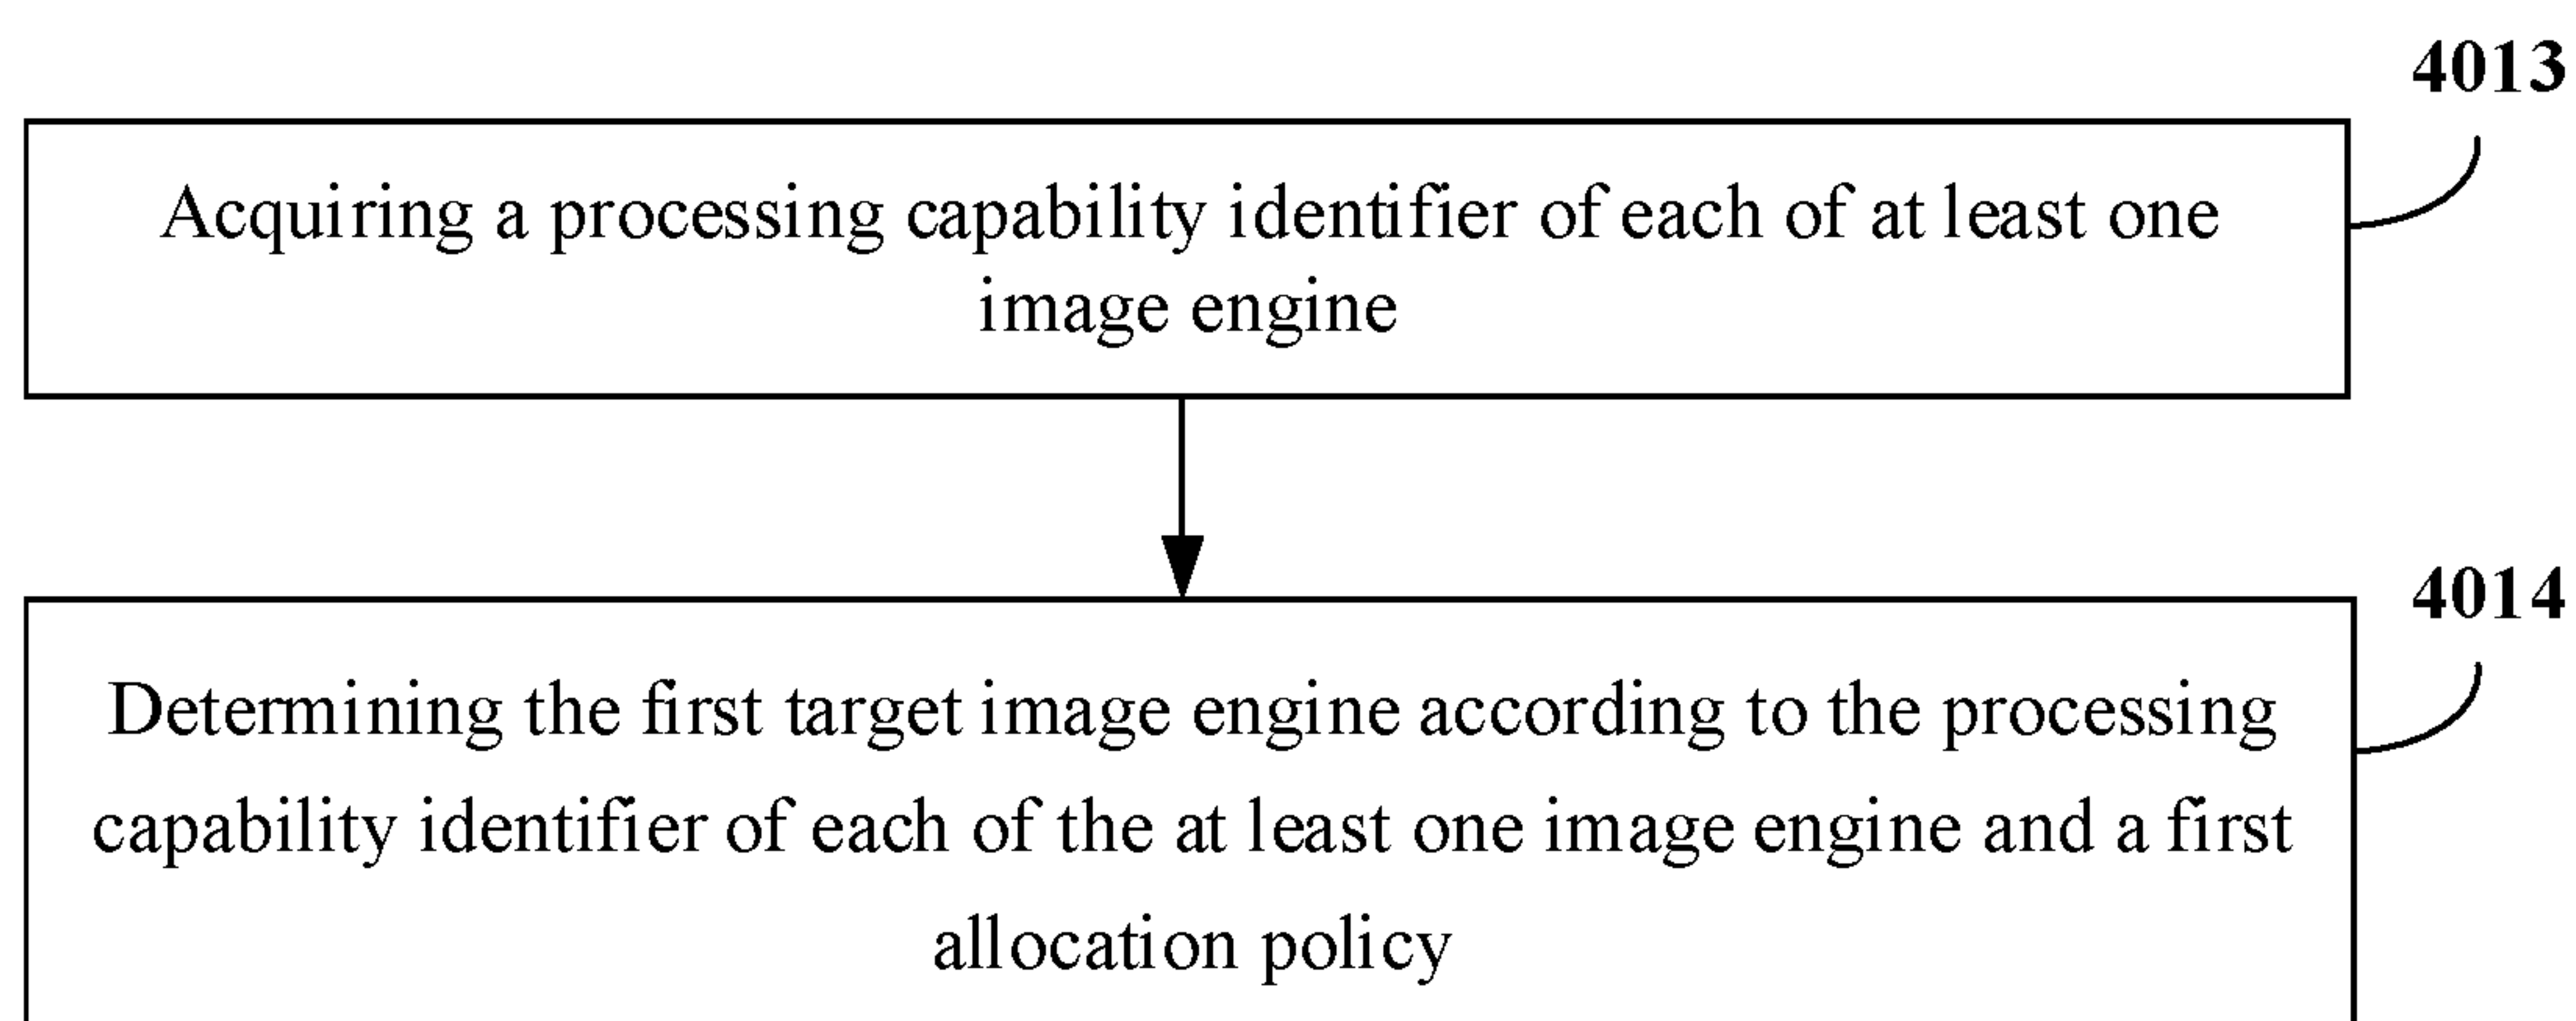 4013
Acquiring a processing capability identifier of each of at least one
image engine
4014
Determining the first target image engine according to the processing
capability identifier of each of the at least one image engine and a first
allocation policy